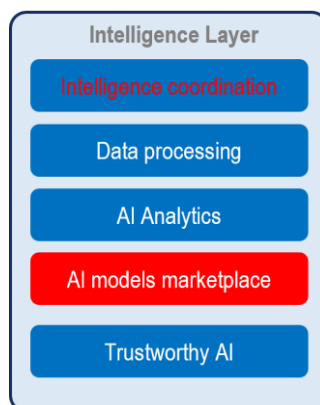 Intelligence Layer
Intelligence coordination
Data processing
AI Analytics
AI models marketplace
Trustworthy AI